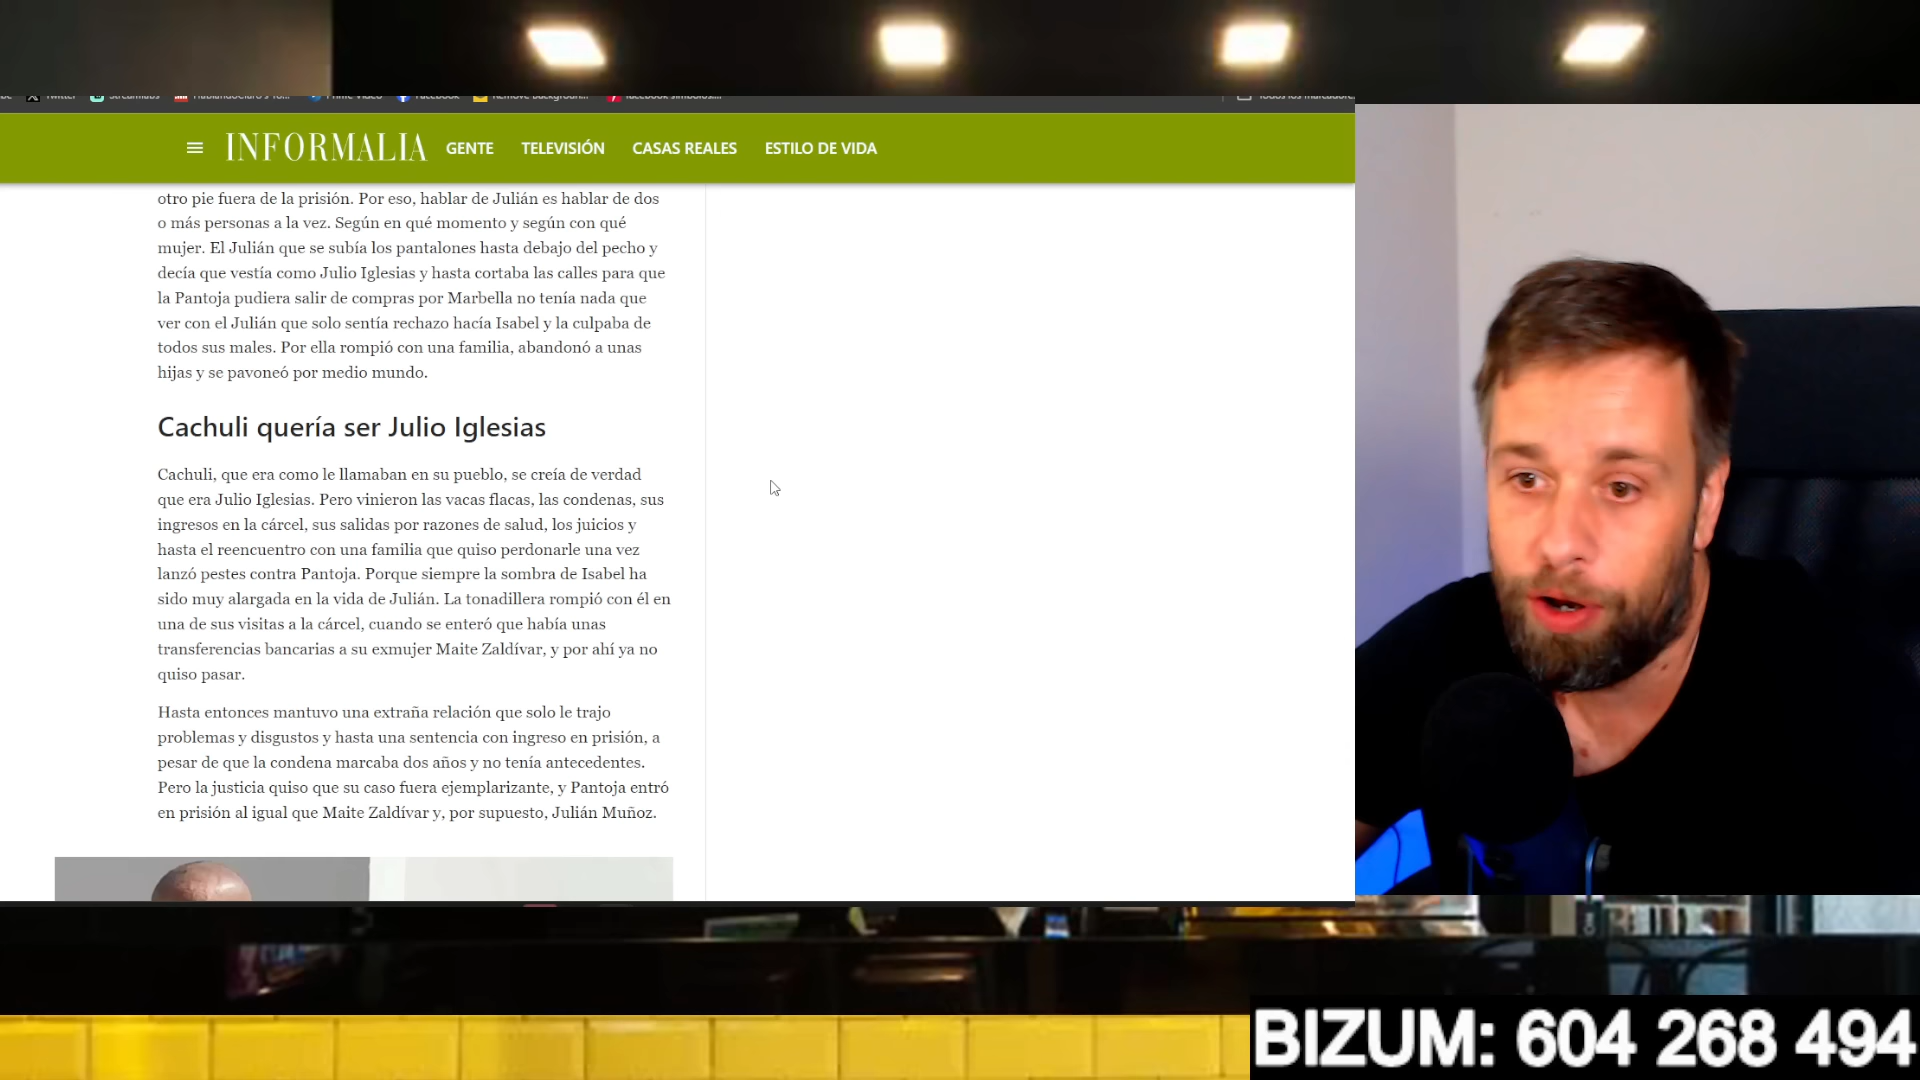 Twitter
Streamlabs
Prime Video
Facebook
Remove Backgroun...
INFORMALIA
GENTE
TELEVISIÓN
CASAS REALES
ESTILO DE VIDA
otro pie fuera de la prisión. Por eso, hablar de Julián es hablar de dos
o más personas a la vez. Según en qué momento y según con qué
mujer. El Julián que se subía los pantalones hasta debajo del pecho y
decía que vestía como Julio Iglesias y hasta cortaba las calles para que
la Pantoja pudiera salir de compras por Marbella no tenía nada que
ver con el Julián que solo sentía rechazo hacía Isabel y la culpaba de
todos sus males. Por ella rompió con una familia, abandonó a unas
hijas y se pavoneó por medio mundo.
Cachuli quería ser Julio Iglesias
Cachuli, que era como le llamaban en su pueblo, se creía de verdad
que era Julio Iglesias. Pero vinieron las vacas flacas, las condenas, sus
ingresos en la cárcel, sus salidas por razones de salud, los juicios y
hasta el reencuentro con una familia que quiso perdonarle una vez
lanzó pestes contra Pantoja. Porque siempre la sombra de Isabel ha
sido muy alargada en la vida de Julián. La tonadillera rompió con él en
una de sus visitas a la cárcel, cuando se enteró que había unas
transferencias bancarias a su exmujer Maite Zaldívar, y por ahí ya no
quiso pasar.
Hasta entonces mantuvo una extraña relación que solo le trajo
problemas y disgustos y hasta una sentencia con ingreso en prisión, a
pesar de que la condena marcaba dos años y no tenía antecedentes.
Pero la justicia quiso que su caso fuera ejemplarizante, y Pantoja entró
en prisión al igual que Maite Zaldívar y, por supuesto, Julián Muñoz.
BIZUM: 604 268 494